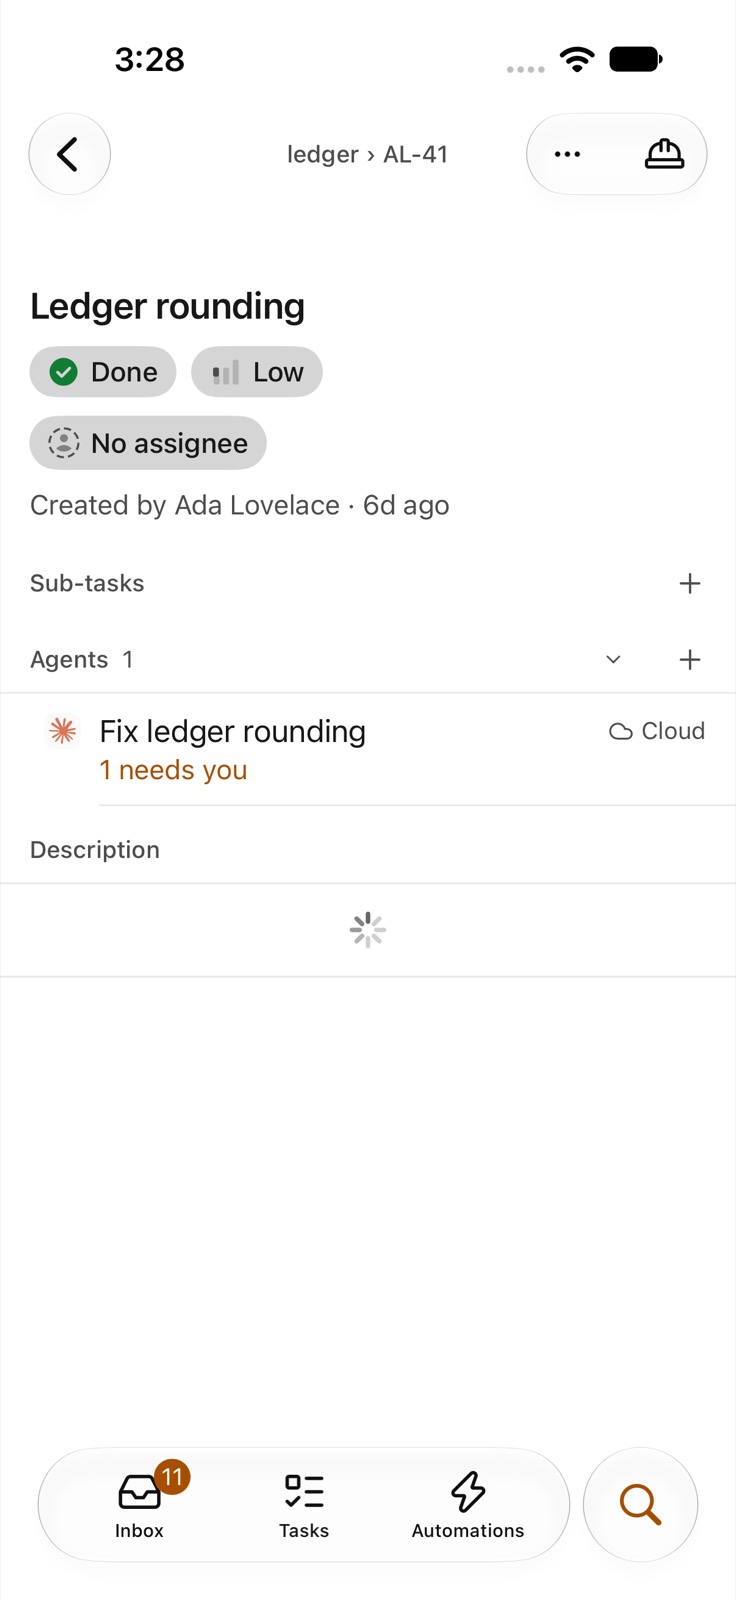 3:28
ledger › AL-41
Ledger rounding
Done
Low
No assignee
Created by Ada Lovelace · 6d ago
Sub-tasks
Agents 1
Fix ledger rounding
Cloud
1 needs you
Description
11
Inbox
Tasks
Automations